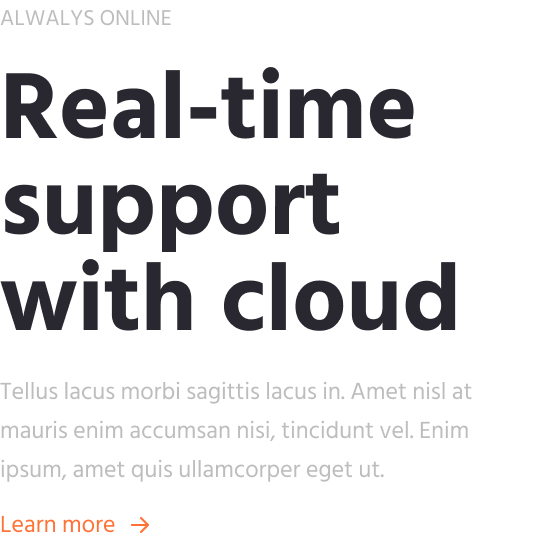 ALWALYS ONLINE
Real-time
support
with cloud
Tellus lacus morbi sagittis lacus in. Amet nisl at
mauris enim accumsan nisi, tincidunt vel. Enim
ipsum, amet quis ullamcorper eget ut.
Learn more →